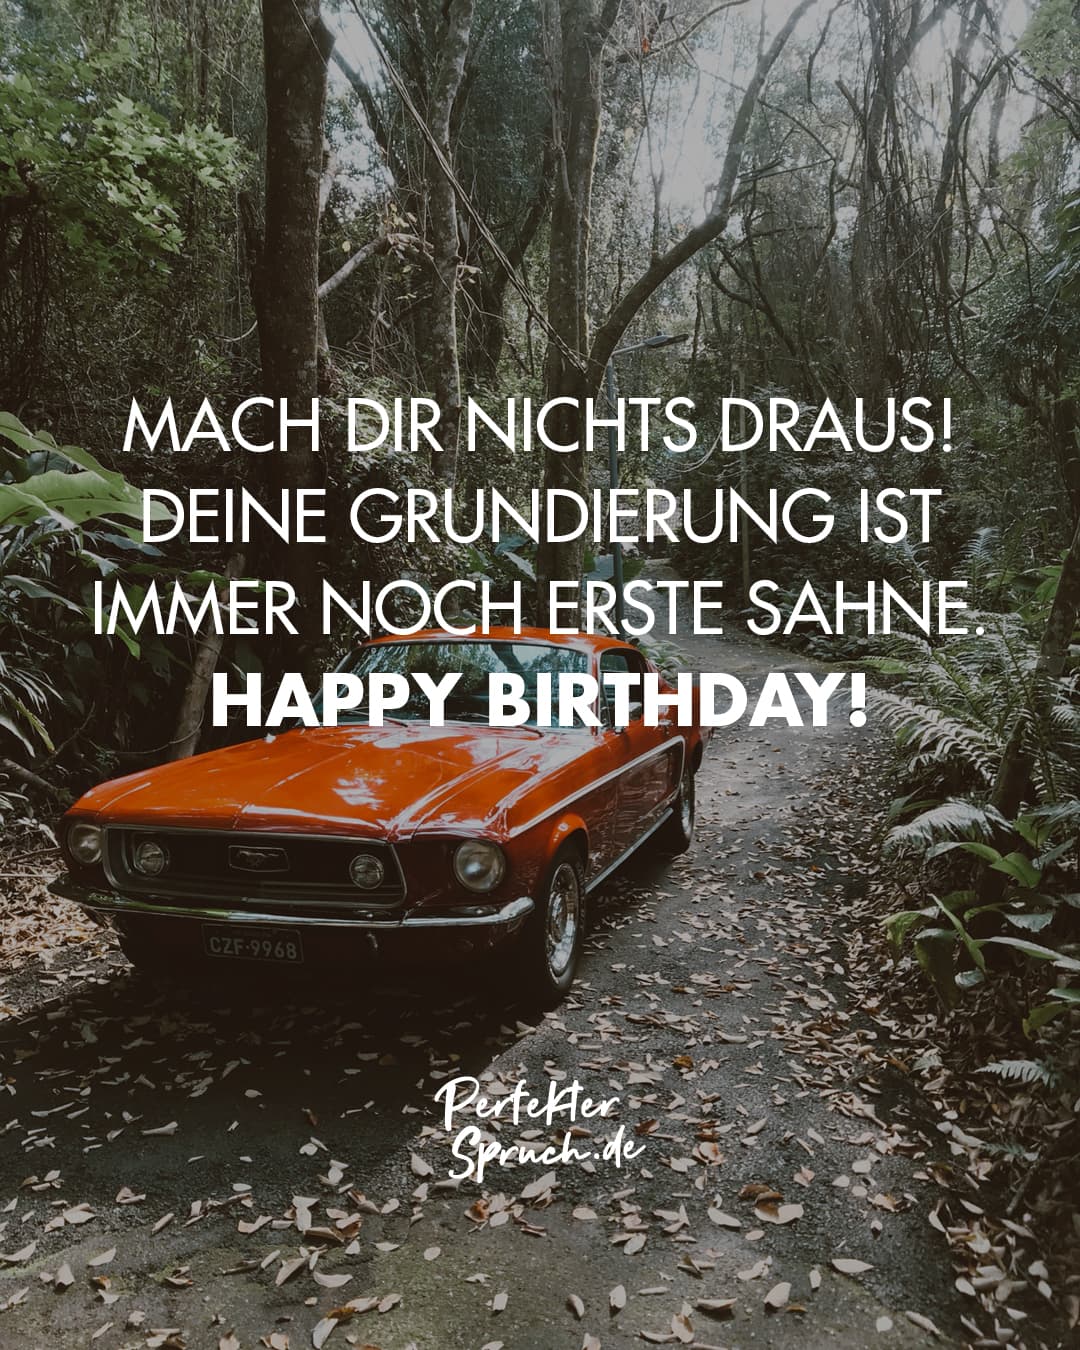 MACH DIR NICHTS DRAUS!
DEINE GRUNDIERUNG IST
IMMER NOCH ERSTE SAHNE.
HAPPY BIRTHDAY!
CZF·9968
Perfekter
Spruch.de